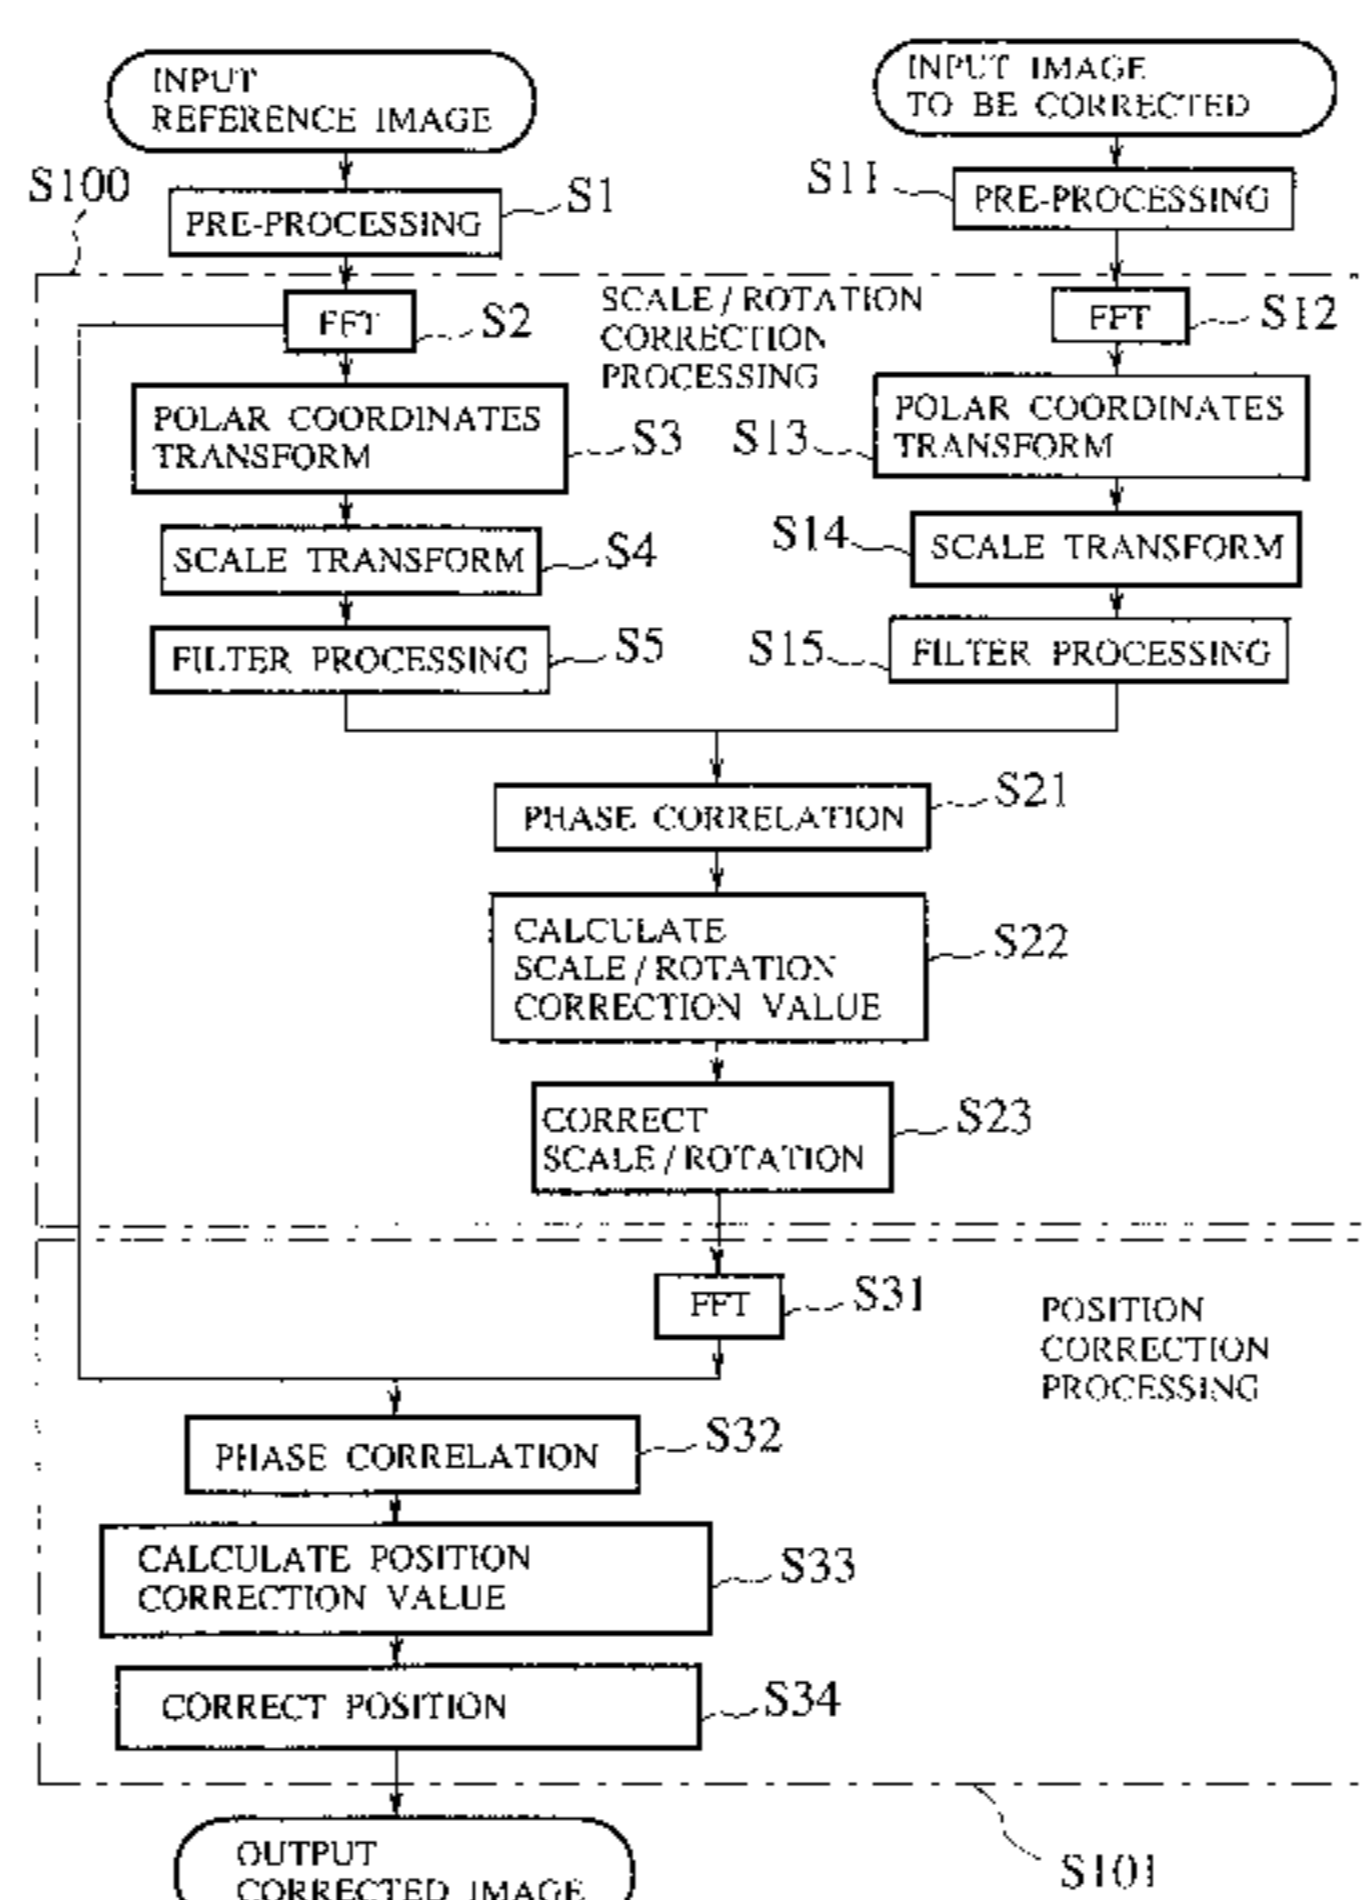 INPUT
REFERENCE IMAGE
INPUT IMAGE
TO BE CORRECTED
S100
PRE-PROCESSING
S1
S11
PRE-PROCESSING
FFT
S2
SCALE/ROTATION
CORRECTION
PROCESSING
FFT
S12
POLAR COORDINATES
TRANSFORM
S3
S13
POLAR COORDINATES
TRANSFORM
SCALE TRANSFORM
S4
S14
SCALE TRANSFORM
FILTER PROCESSING
S5
S15
FILTER PROCESSING
PHASE CORRELATION
S21
CALCULATE
SCALE/ROTATION
CORRECTION VALUE
S22
CORRECT
SCALE/ROTATION
S23
FFT
S31
POSITION
CORRECTION
PROCESSING
PHASE CORRELATION
S32
CALCULATE POSITION
CORRECTION VALUE
S33
CORRECT POSITION
S34
OUTPUT
CORRECTED IMAGE
S101